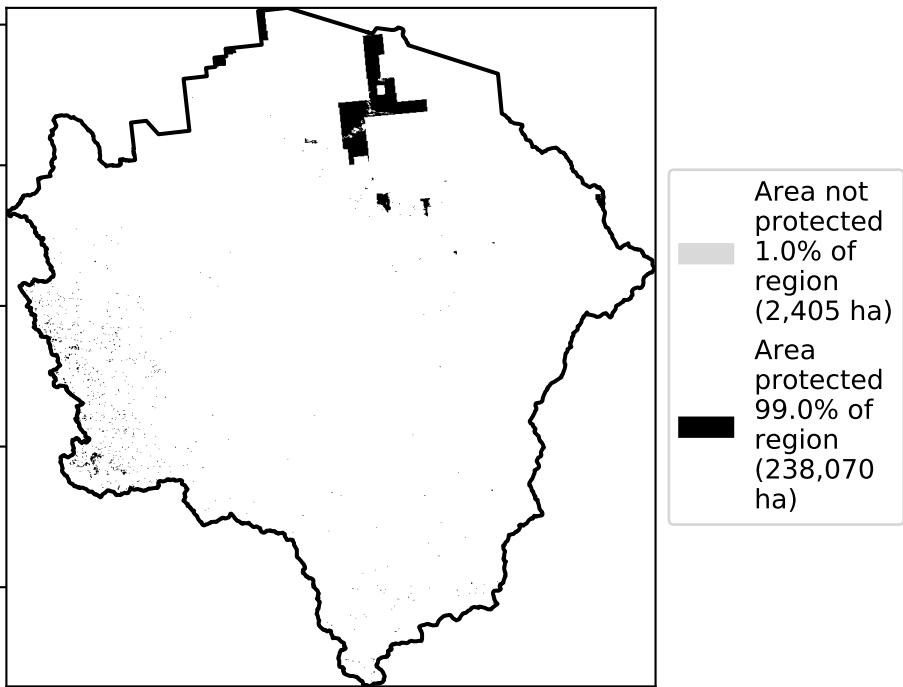 Area not
protected
1.0% of
region
(2,405 ha)
Area
protected
99.0% of
region
(238,070
ha)